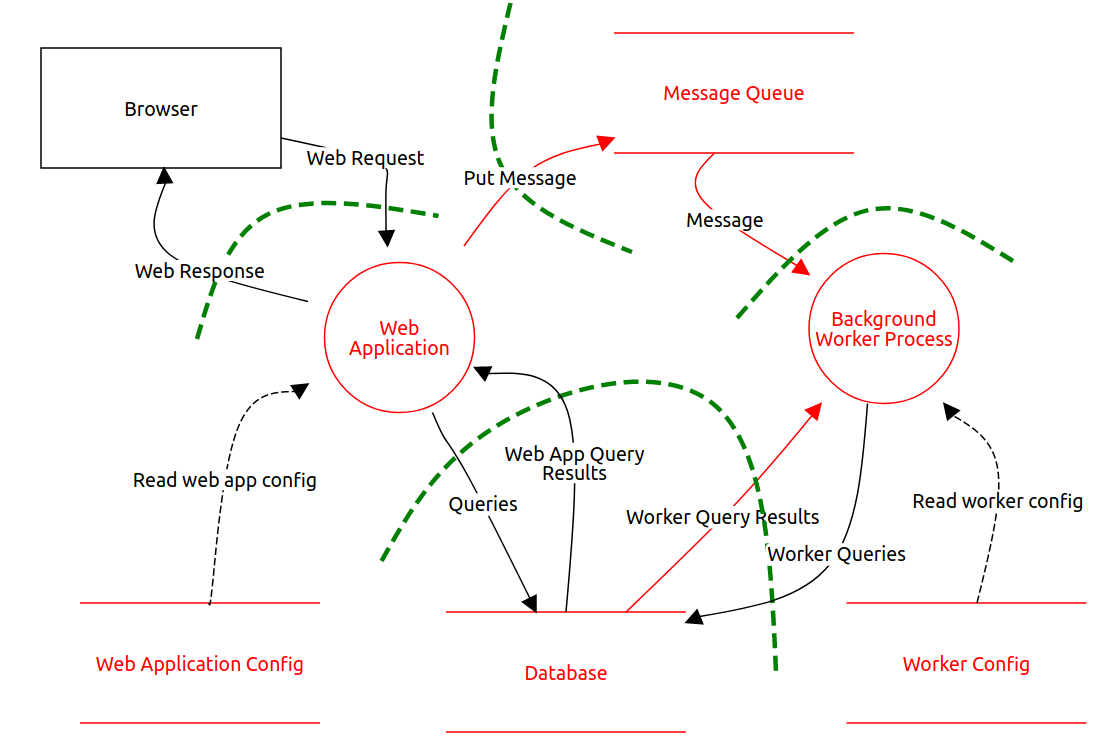 Browser
Message Queue
Web Request
Put Message
Message
Web Response
Web
Application
Background
Worker Process
Read web app config
Web App Query
Results
Queries
Worker Query Results
Read worker config
Worker Queries
Web Application Config
Database
Worker Config